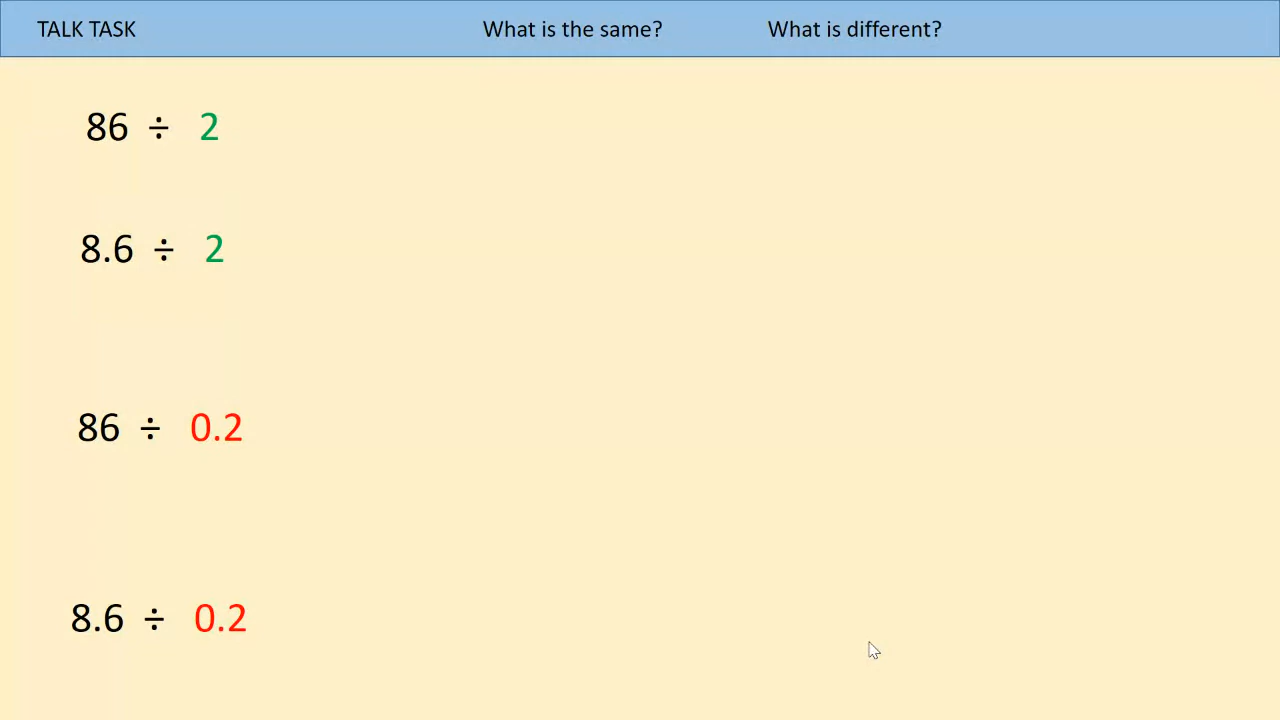 TALK TASK What is the same? What is different?
86 ÷ 2
8.6 ÷ 2
86 ÷ 0.2
8.6 ÷ 0.2